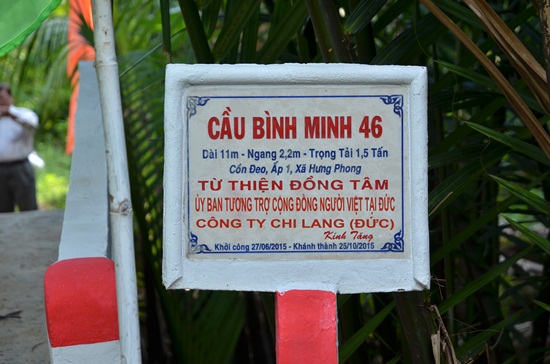 CẦU BÌNH MINH 46
Dài 11m - Ngang 2,2m - Trọng Tải 1,5 Tấn
Cồn Đeo, Ấp 1, Xã Hưng Phong
TỪ THIỆN ĐỒNG TÂM
ỦY BAN TƯƠNG TRỢ CỘNG ĐỒNG NGƯỜI VIỆT TẠI ĐỨC
CÔNG TY CHI LANG (ĐỨC)
Kính Tặng
Khởi công 27/06/2015 - Khánh thành 25/10/2015